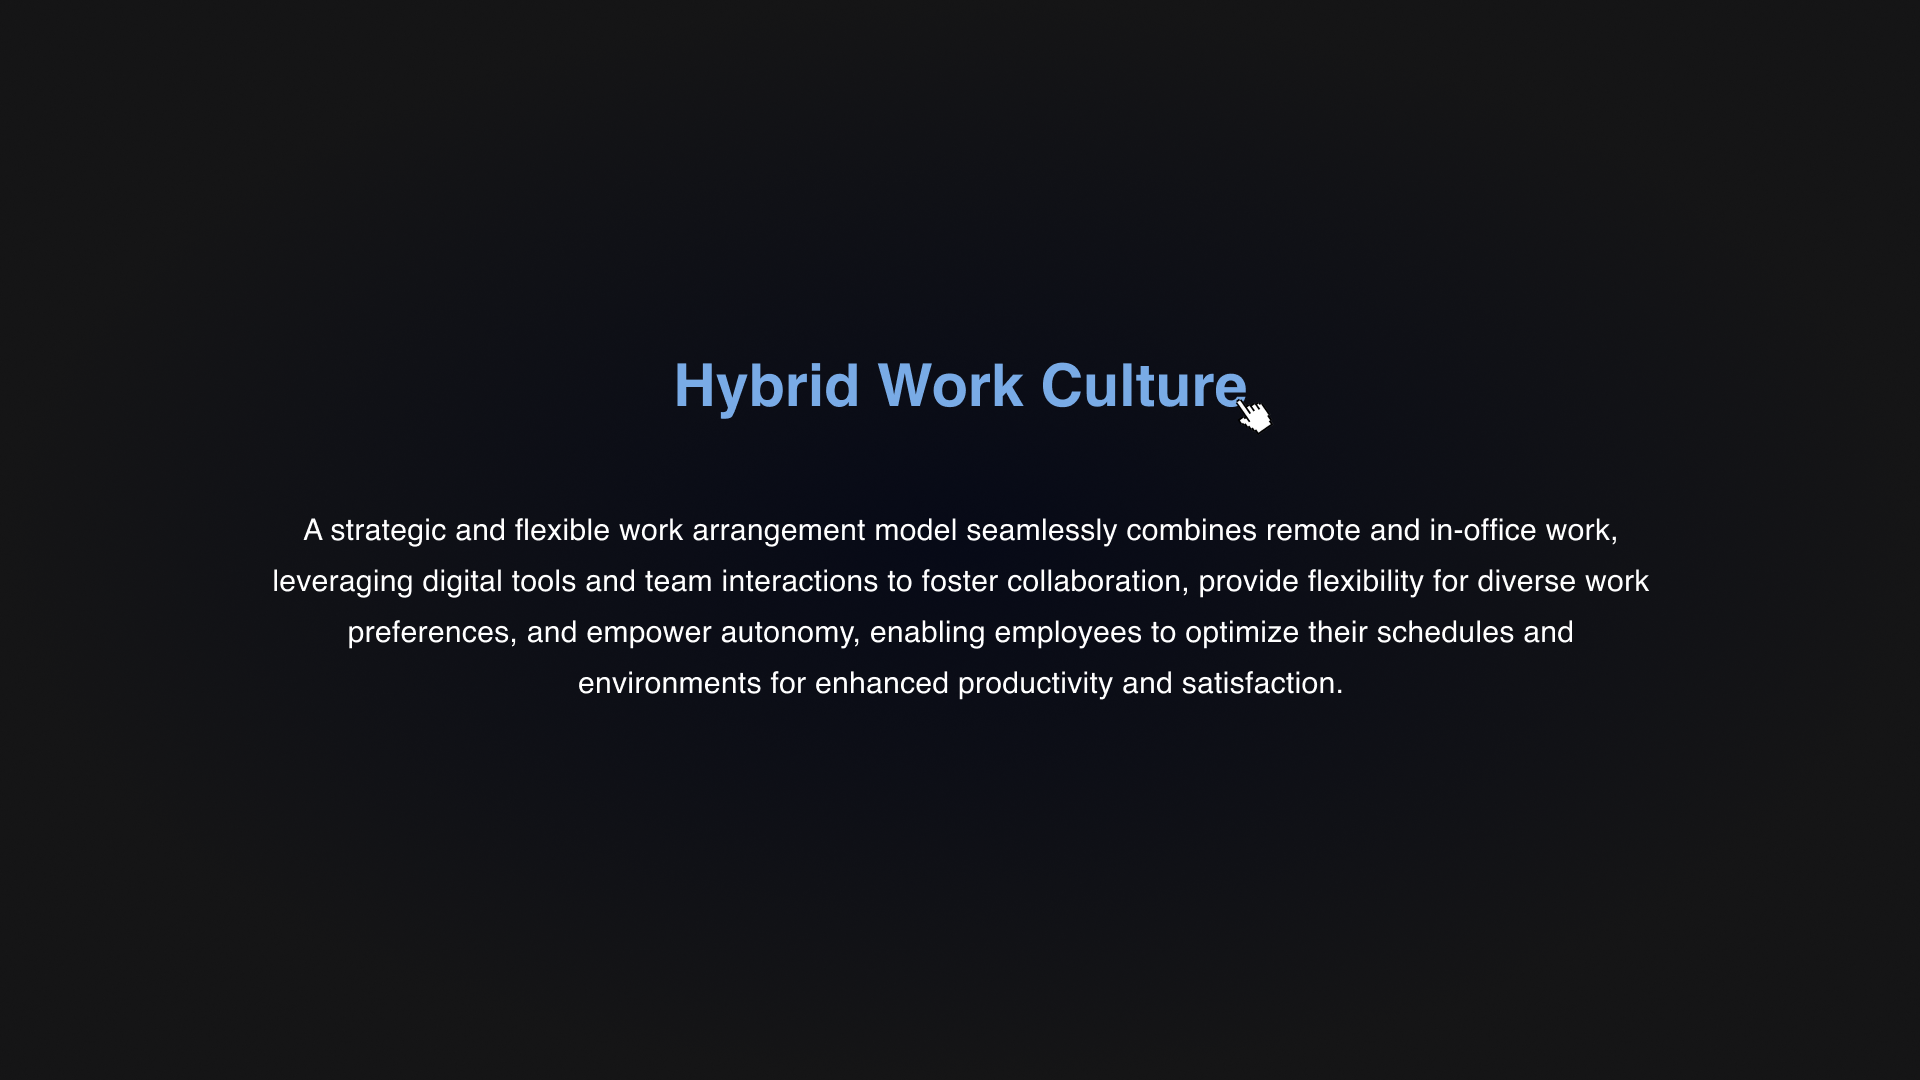 Hybrid Work Culture
A strategic and flexible work arrangement model seamlessly combines remote and in-office work,
leveraging digital tools and team interactions to foster collaboration, provide flexibility for diverse work
preferences, and empower autonomy, enabling employees to optimize their schedules and
environments for enhanced productivity and satisfaction.